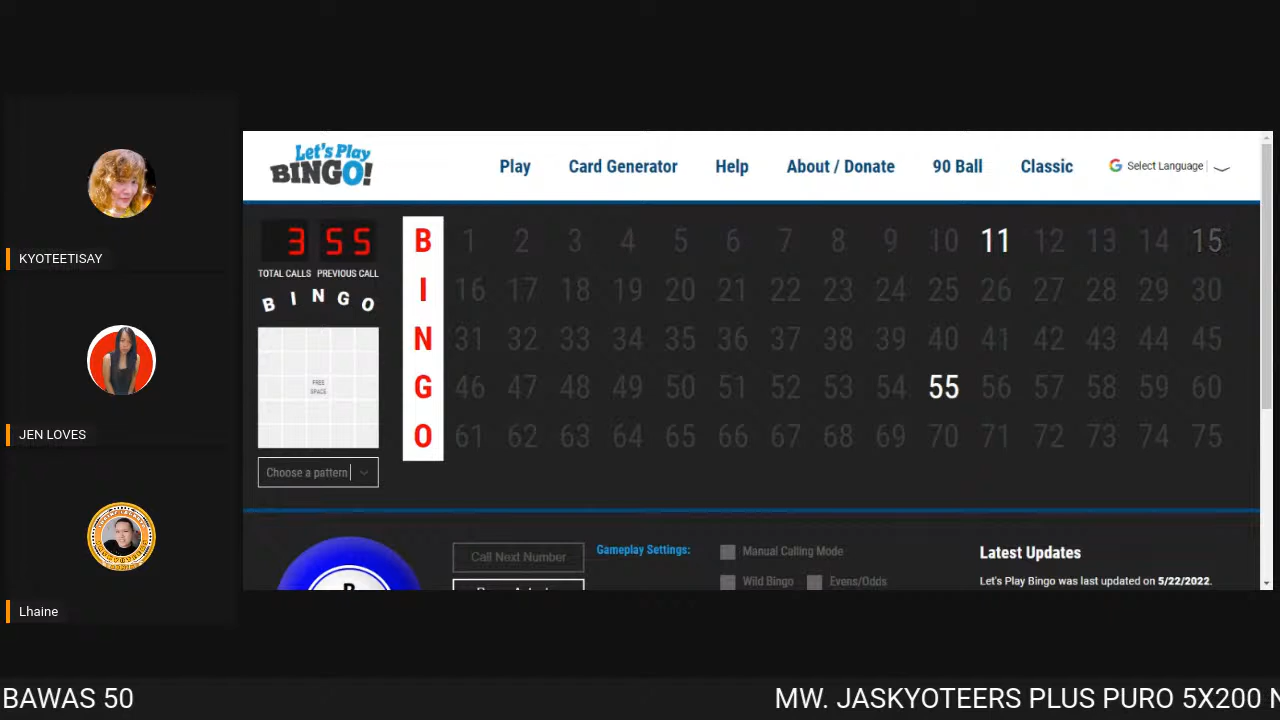 KYOTEETISAY
JEN LOVES
Lhaine
Let's Play
BINGO!
Play Card Generator Help About / Donate 90 Ball Classic Select Language
3 55
TOTAL CALLS PREVIOUS CALL
B I N G O
FREE
SPACE
Choose a pattern
B 1 2 3 4 5 6 7 8 9 10 11 12 13 14 15
I 16 17 18 19 20 21 22 23 24 25 26 27 28 29 30
N 31 32 33 34 35 36 37 38 39 40 41 42 43 44 45
G 46 47 48 49 50 51 52 53 54 55 56 57 58 59 60
O 61 62 63 64 65 66 67 68 69 70 71 72 73 74 75
B
Call Next Number
Gameplay Settings:
Manual Calling Mode
Wild Bingo Evens/Odds
Latest Updates
Let's Play Bingo was last updated on 5/22/2022.
BAWAS 50 MW. JASKYOTEERS PLUS PURO 5X200